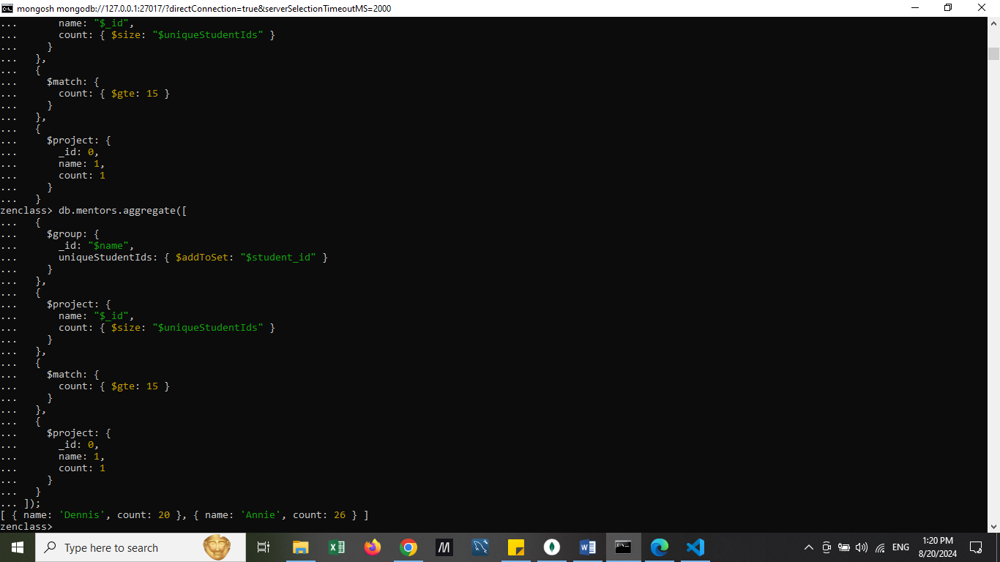 mongosh mongodb://127.0.0.1:27017/?directConnection=true&serverSelectionTimeoutMS=2000
...       name: "$_id",
...       count: { $size: "$uniqueStudentIds" }
...     }
...   },
...   {
...     $match: {
...       count: { $gte: 15 }
...     }
...   },
...   {
...     $project: {
...       _id: 0,
...       name: 1,
...       count: 1
...     }
...   }
zenclass> db.mentors.aggregate([
...   {
...     $group: {
...       _id: "$name",
...       uniqueStudentIds: { $addToSet: "$student_id" }
...     }
...   },
...   {
...     $project: {
...       name: "$_id",
...       count: { $size: "$uniqueStudentIds" }
...     }
...   },
...   {
...     $match: {
...       count: { $gte: 15 }
...     }
...   },
...   {
...     $project: {
...       _id: 0,
...       name: 1,
...       count: 1
...     }
...   }
... ]);
[ { name: 'Dennis', count: 20 }, { name: 'Annie', count: 26 } ]
zenclass>
Type here to search
ENG
1:20 PM
8/20/2024